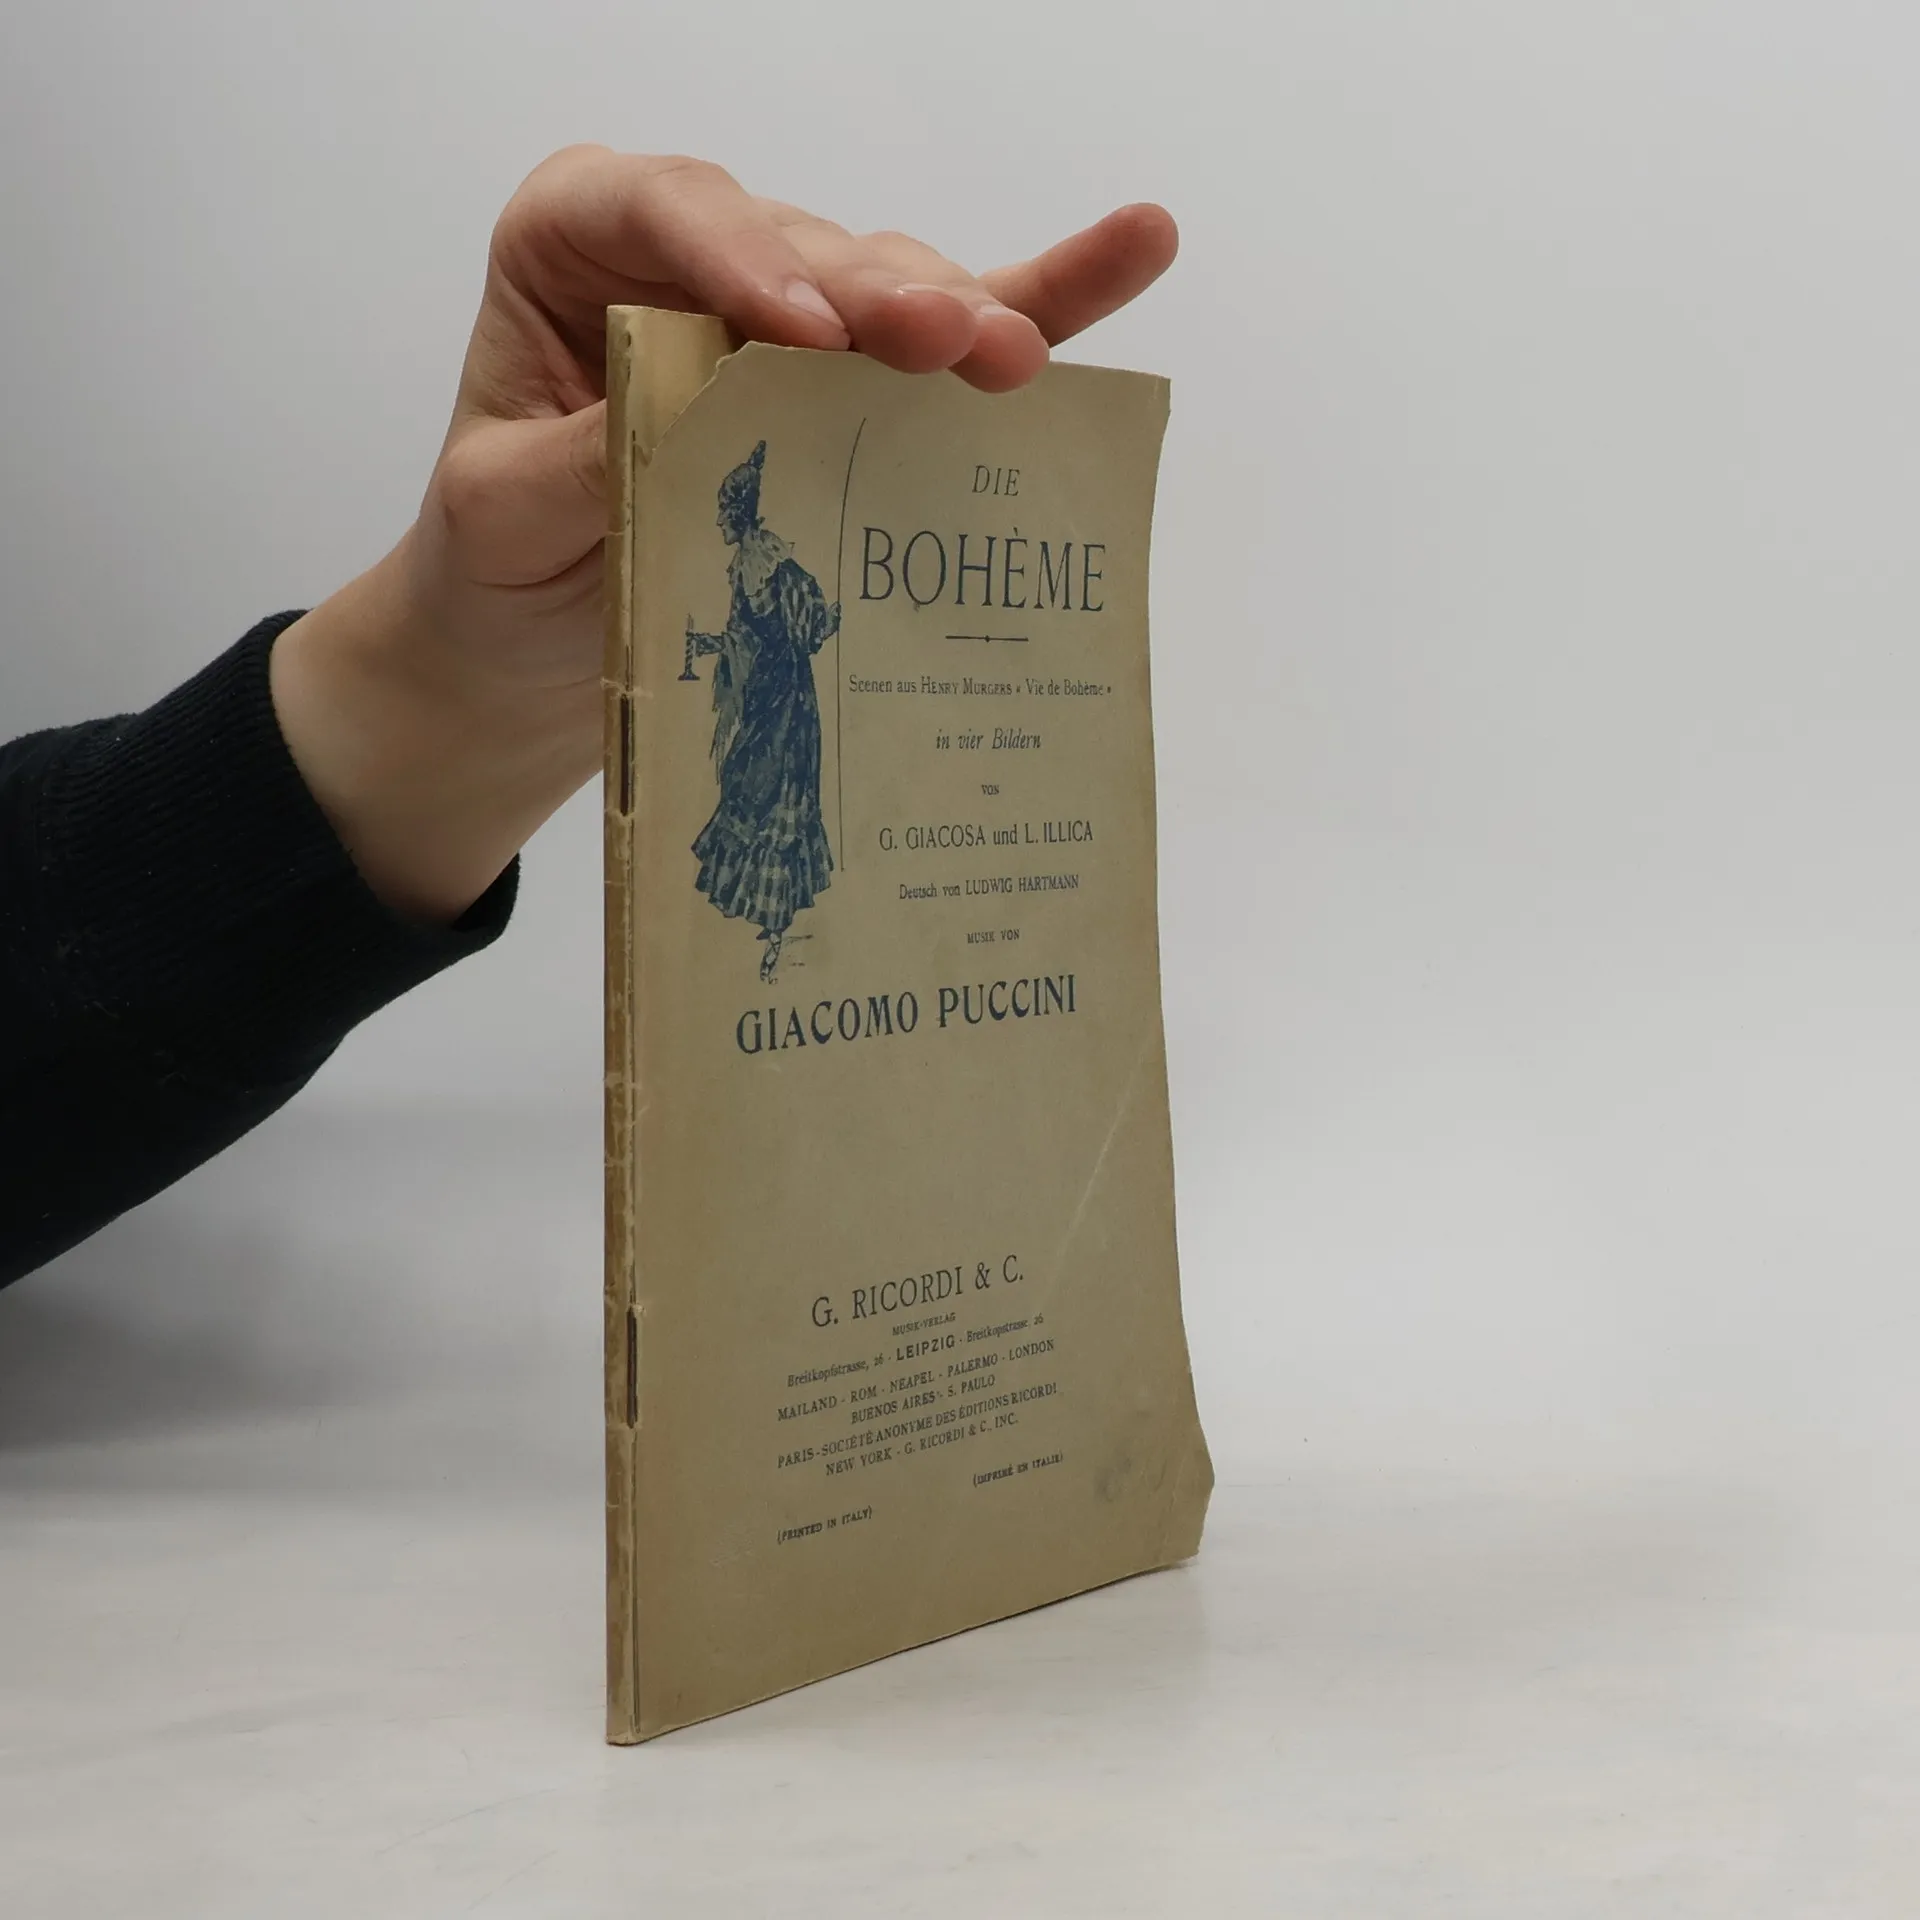 DIE
BOHÈME
Scenen aus HENRY MURGERS « Vie de Bohème »
in vier Bildern
VON
G. GIACOSA und L. ILLICA
Deutsch von LUDWIG HARTMANN
MUSIK VON
GIACOMO PUCCINI
G. RICORDI & C.
MUSIK-VERLAG
Breitkopfstrasse, 26 - LEIPZIG - Breitkopstrasse, 26
MAILAND - ROM - NEAPEL - PALERMO - LONDON
BUENOS AIRES - S. PAULO
PARIS - SOCIÉTÉ ANONYME DES ÉDITIONS RICORDI
NEW YORK - G. RICORDI & C., INC.
(PRINTED IN ITALY)
(IMPRIMÉ EN ITALIE)